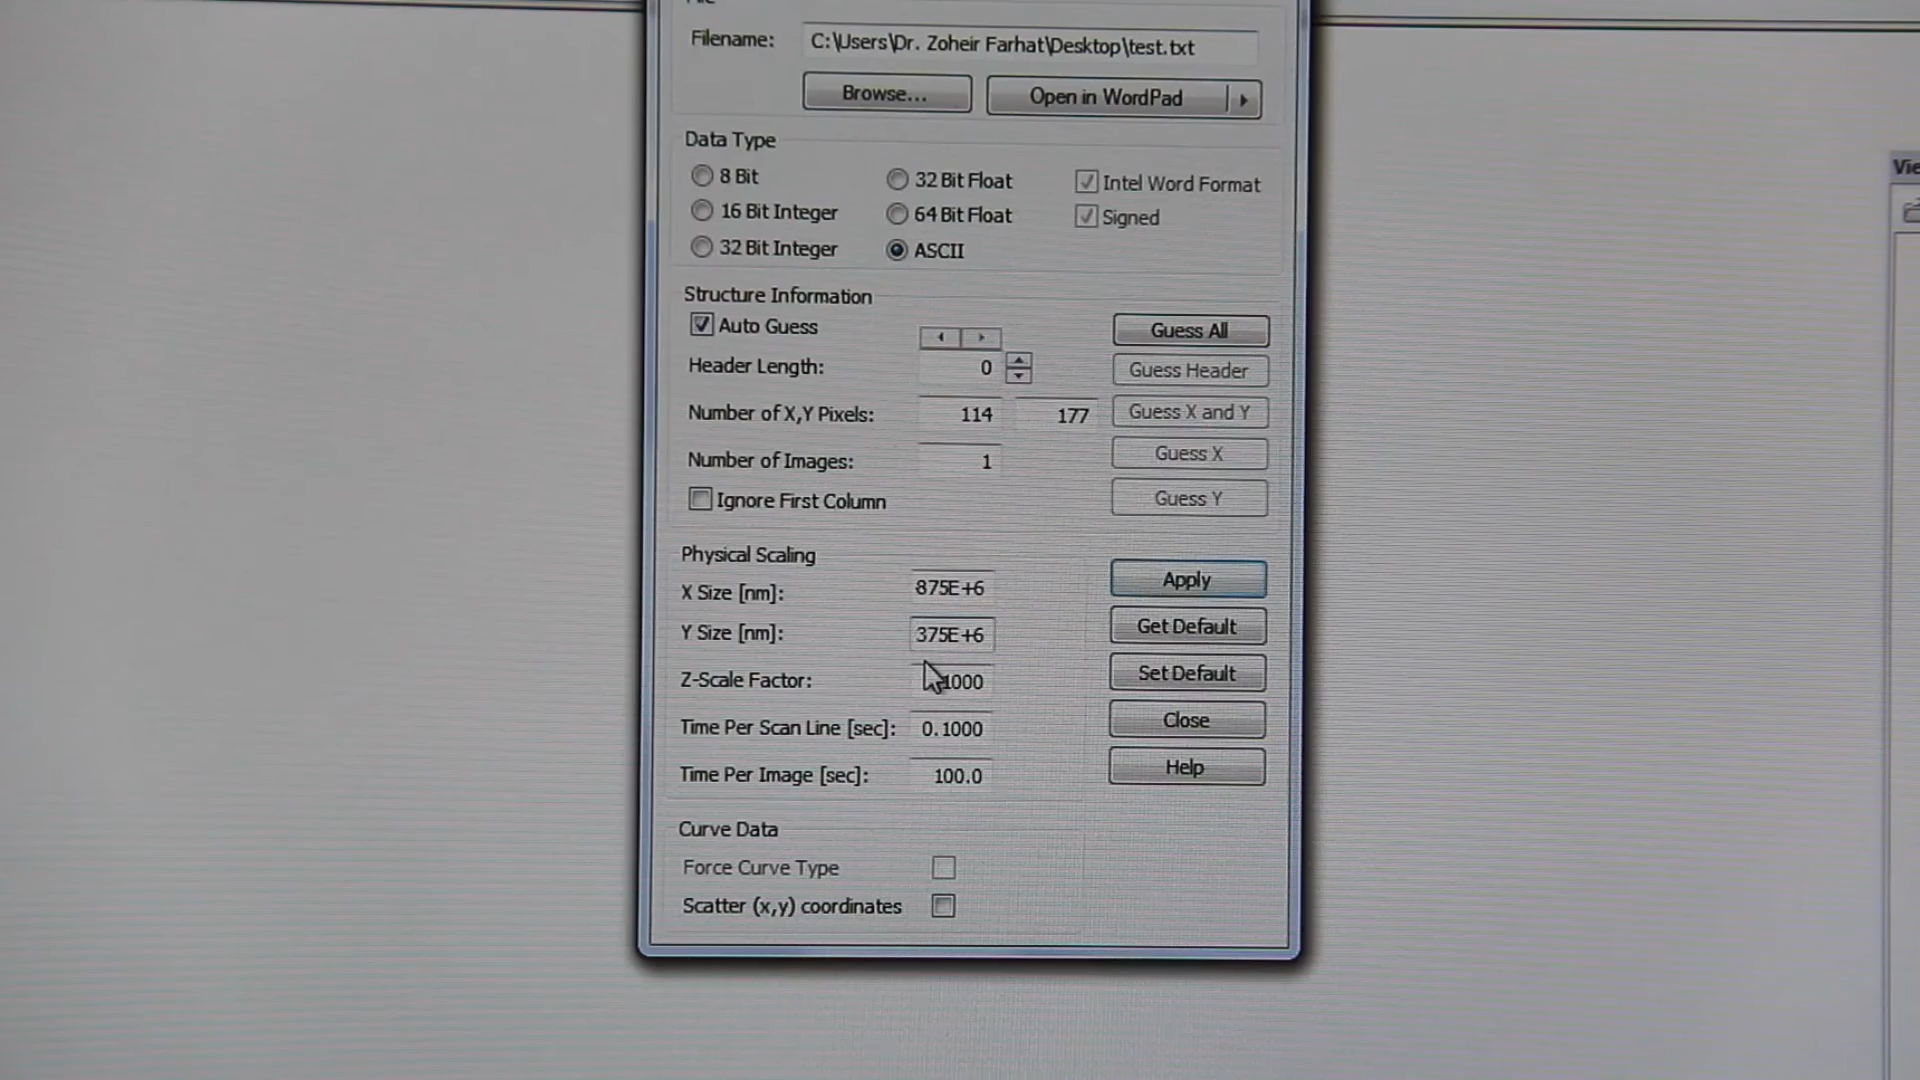 Filename: C:\Users\Dr. Zoheir Farhat\Desktop\test.txt
Browse... Open in WordPad
Data Type
8 Bit 32 Bit Float Intel Word Format
16 Bit Integer 64 Bit Float Signed
32 Bit Integer ASCII
Structure Information
Auto Guess Guess All
Header Length: 0 Guess Header
Number of X,Y Pixels: 114 177 Guess X and Y
Number of Images: 1 Guess X
Ignore First Column Guess Y
Physical Scaling
X Size [nm]: 875E+6 Apply
Y Size [nm]: 375E+6 Get Default
Z-Scale Factor: Set Default
Time Per Scan Line [sec]: 0.1000 Close
Time Per Image [sec]: 100.0 Help
Curve Data
Force Curve Type
Scatter (x,y) coordinates